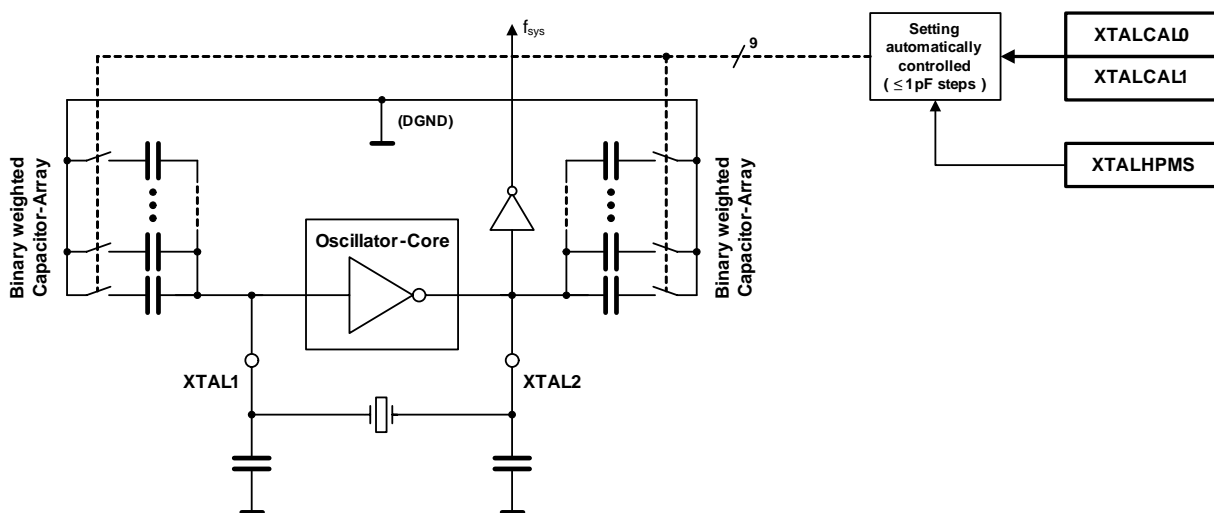 f_sys
9
Setting
automatically
controlled
( ≤ 1pF steps )
XTALCAL0
XTALCAL1
XTALHPMS
(DGND)
Binary weighted
Capacitor-Array
Oscillator-Core
Binary weighted
Capacitor-Array
XTAL1
XTAL2